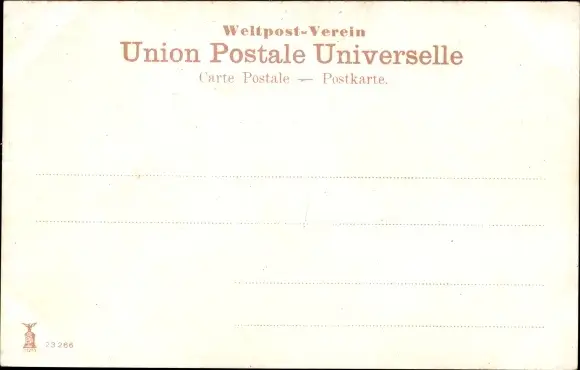 Weltpost-Verein
Union Postale Universelle
Carte Postale — Postkarte.
23266